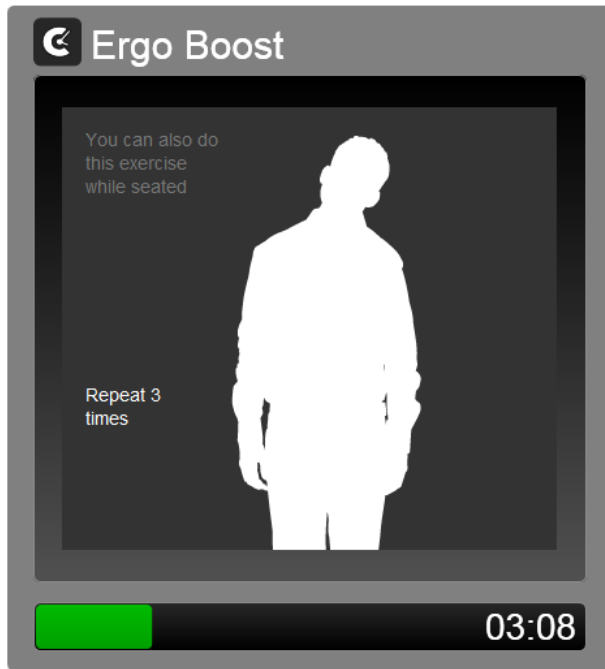 Ergo Boost
You can also do
this exercise
while seated
Repeat 3
times
03:08